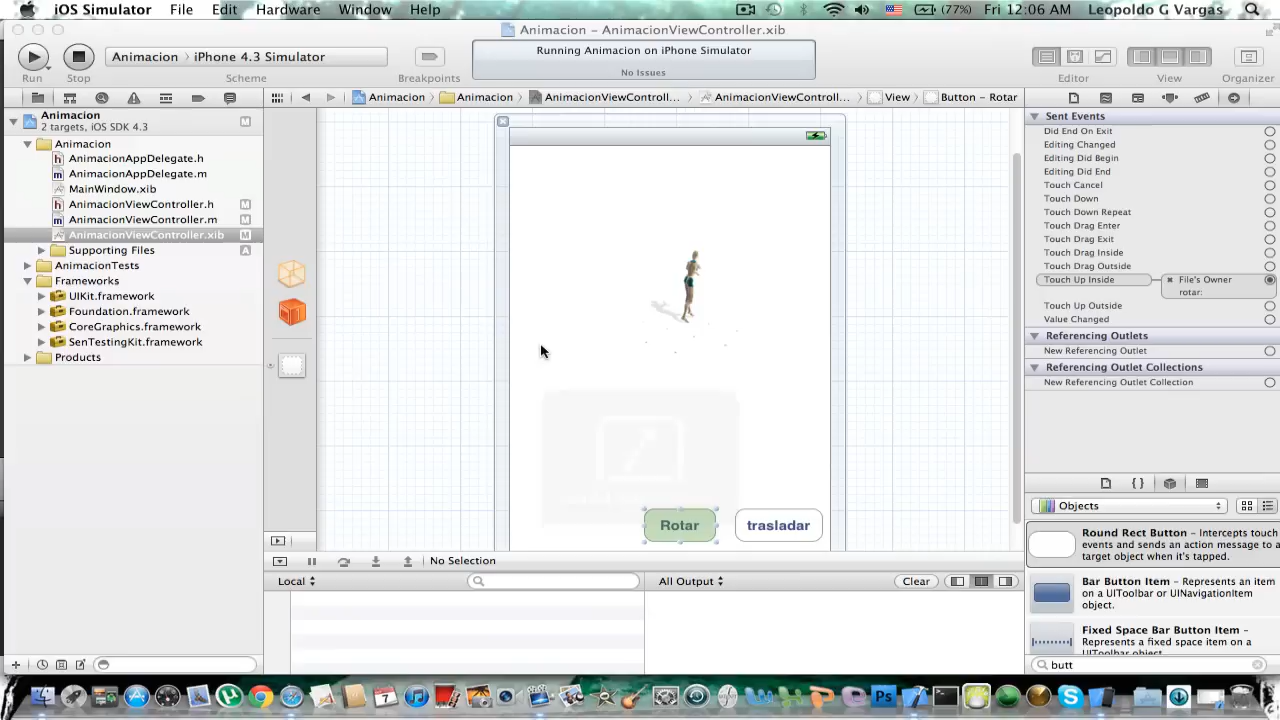 iOS Simulator File Edit Hardware Window Help (77%) Fri 12:06 AM Leopoldo G Vargas
Animacion - AnimacionViewController.xib
Run Stop Animacion iPhone 4.3 Simulator Scheme Breakpoints Running Animacion on iPhone Simulator No Issues Editor View Organizer
Animacion Animacion AnimacionViewControll... AnimacionViewControll... View Button - Rotar
Animacion M
2 targets, iOS SDK 4.3
Animacion
AnimacionAppDelegate.h
AnimacionAppDelegate.m
MainWindow.xib
AnimacionViewController.h M
AnimacionViewController.m M
AnimacionViewController.xib M
Supporting Files A
AnimacionTests
Frameworks
UIKit.framework
Foundation.framework
CoreGraphics.framework
SenTestingKit.framework
Products
Rotar trasladar
No Selection
Local All Output Clear
Sent Events
Did End On Exit
Editing Changed
Editing Did Begin
Editing Did End
Touch Cancel
Touch Down
Touch Down Repeat
Touch Drag Enter
Touch Drag Exit
Touch Drag Inside
Touch Drag Outside
Touch Up Inside File's Owner
rotar:
Touch Up Outside
Value Changed
Referencing Outlets
New Referencing Outlet
Referencing Outlet Collections
New Referencing Outlet Collection
Objects
Round Rect Button - Intercepts touch
events and sends an action message to a
target object when it's tapped.
Bar Button Item - Represents an item
on a UIToolbar or UINavigationItem
object.
Fixed Space Bar Button Item -
Represents a fixed space item on a
UIToolbar object.
butt